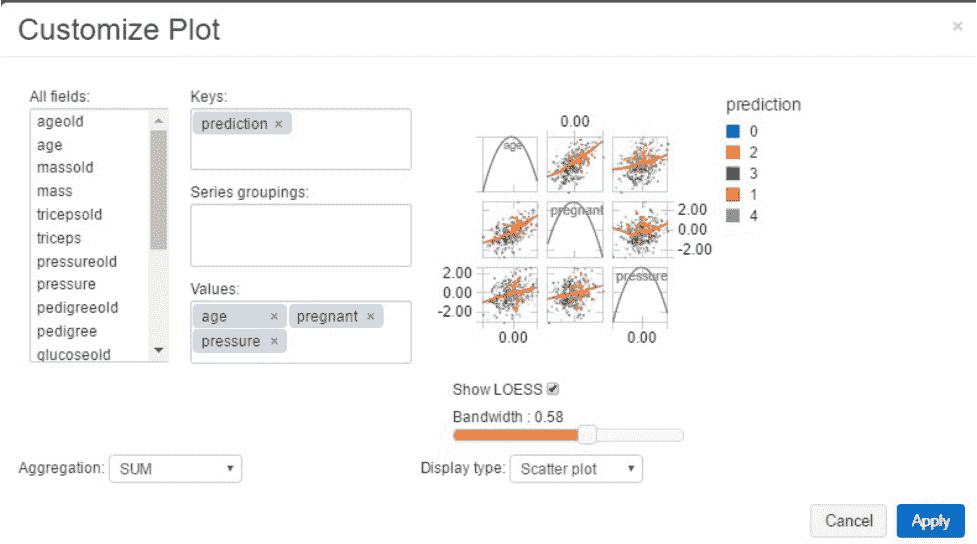 Customize Plot
×
All fields:
ageold
age
massold
mass
tricepsold
triceps
pressureold
pressure
pedigreeold
pedigree
glucoseold
Keys:
prediction ×
Series groupings:
Values:
age × pregnant ×
pressure ×
0.00
age
pregnant
2.00
0.00
-2.00
2.00
0.00
-2.00
pressure
0.00 0.00
prediction
0
2
3
1
4
Show LOESS
Bandwidth : 0.58
Aggregation: SUM
Display type: Scatter plot
Cancel Apply